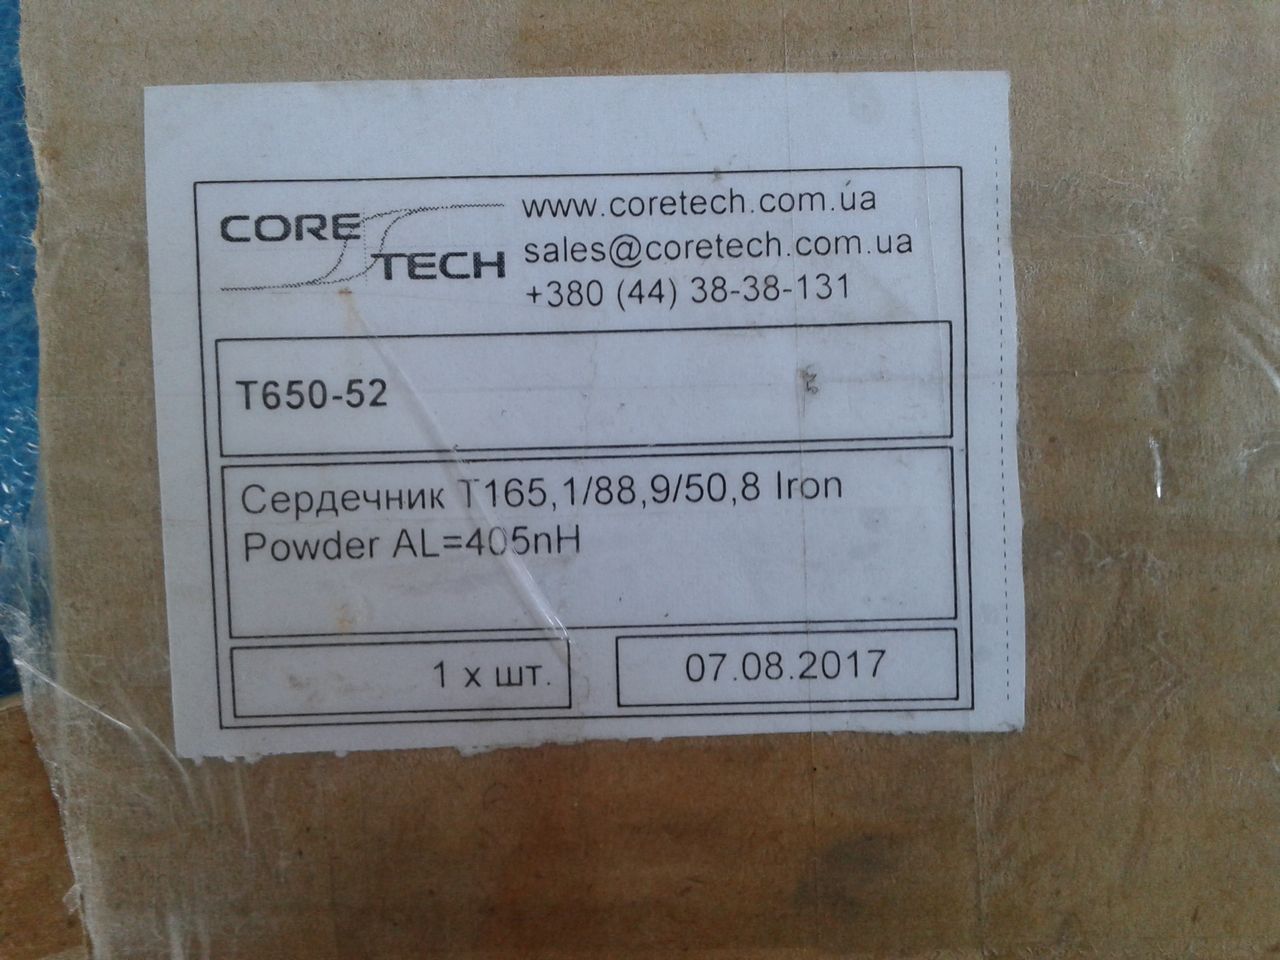 CORE TECH
www.coretech.com.ua
sales@coretech.com.ua
+380 (44) 38-38-131
T650-52
Сердечник T165,1/88,9/50,8 Iron
Powder AL=405nH
1 x шт.
07.08.2017